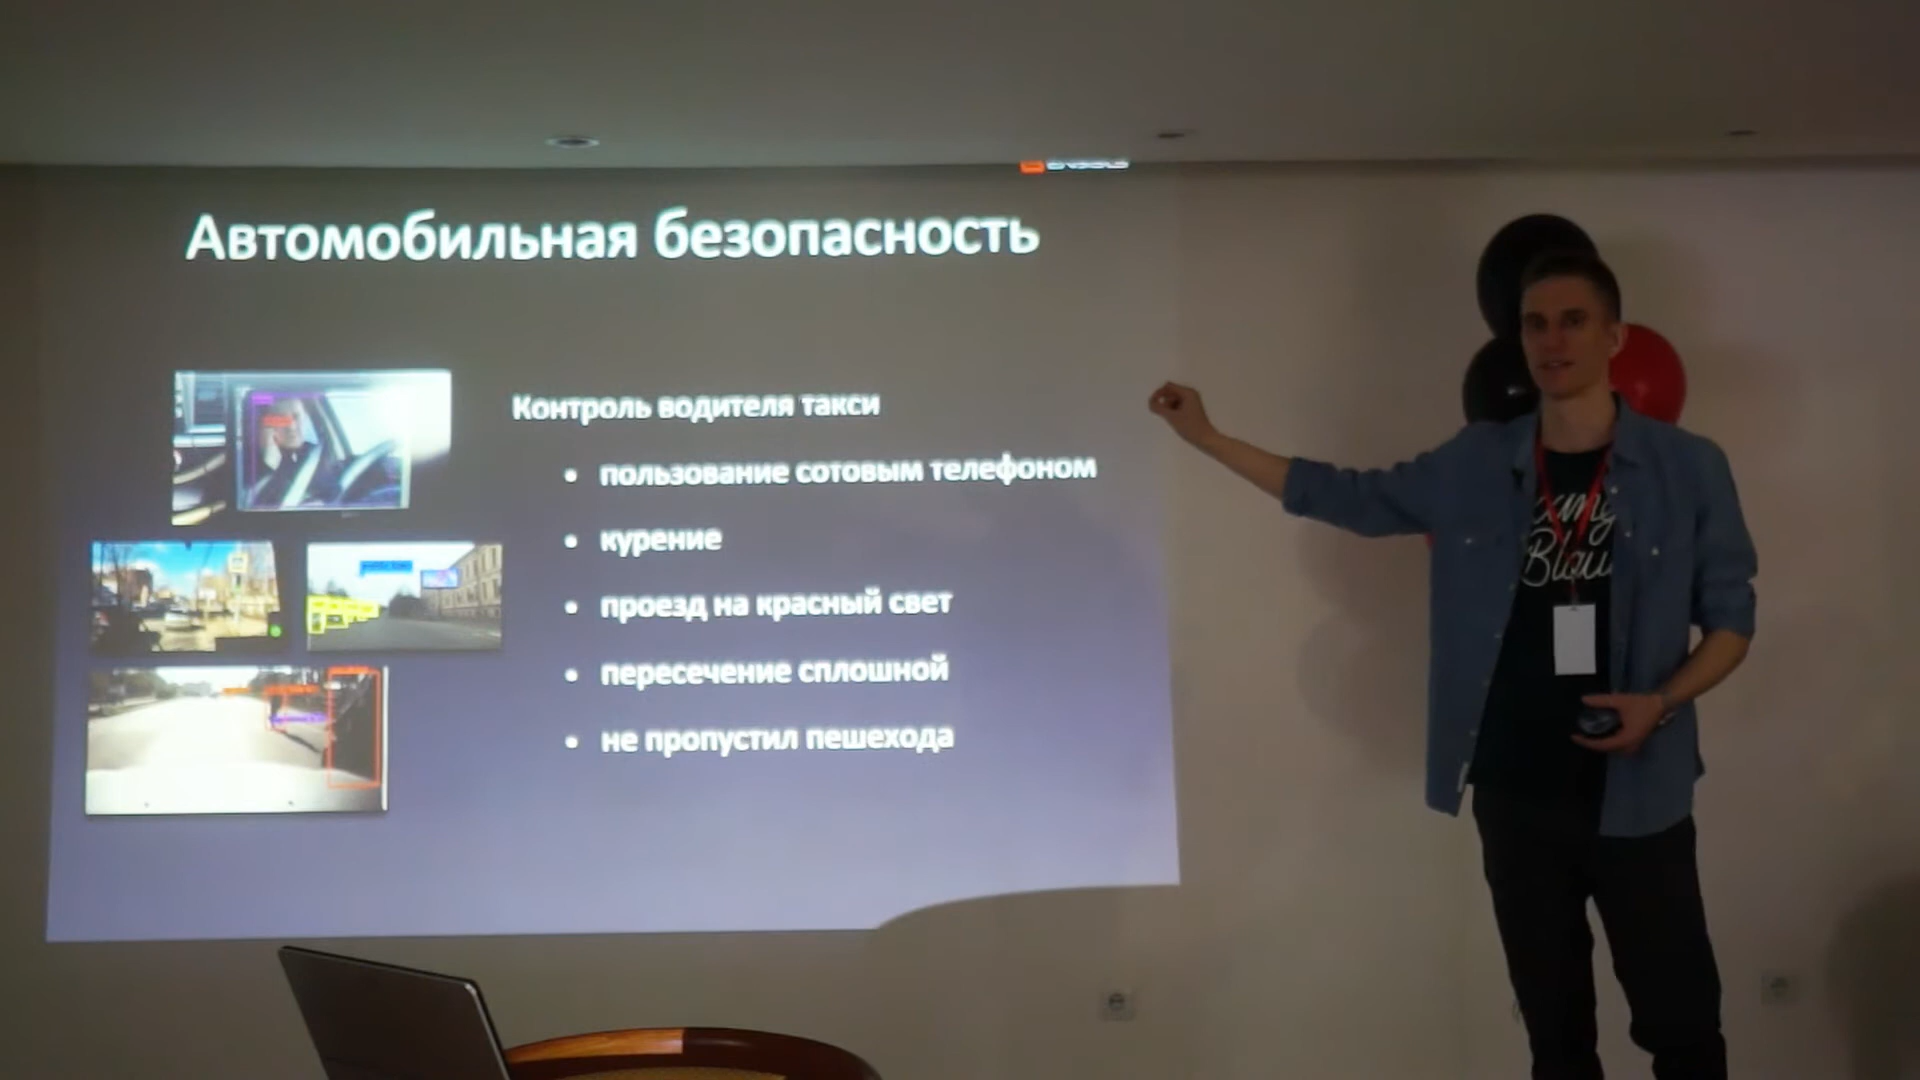 Автомобильная безопасность
Контроль водителя такси
• пользование сотовым телефоном
• курение
• проезд на красный свет
• пересечение сплошной
• не пропустил пешехода